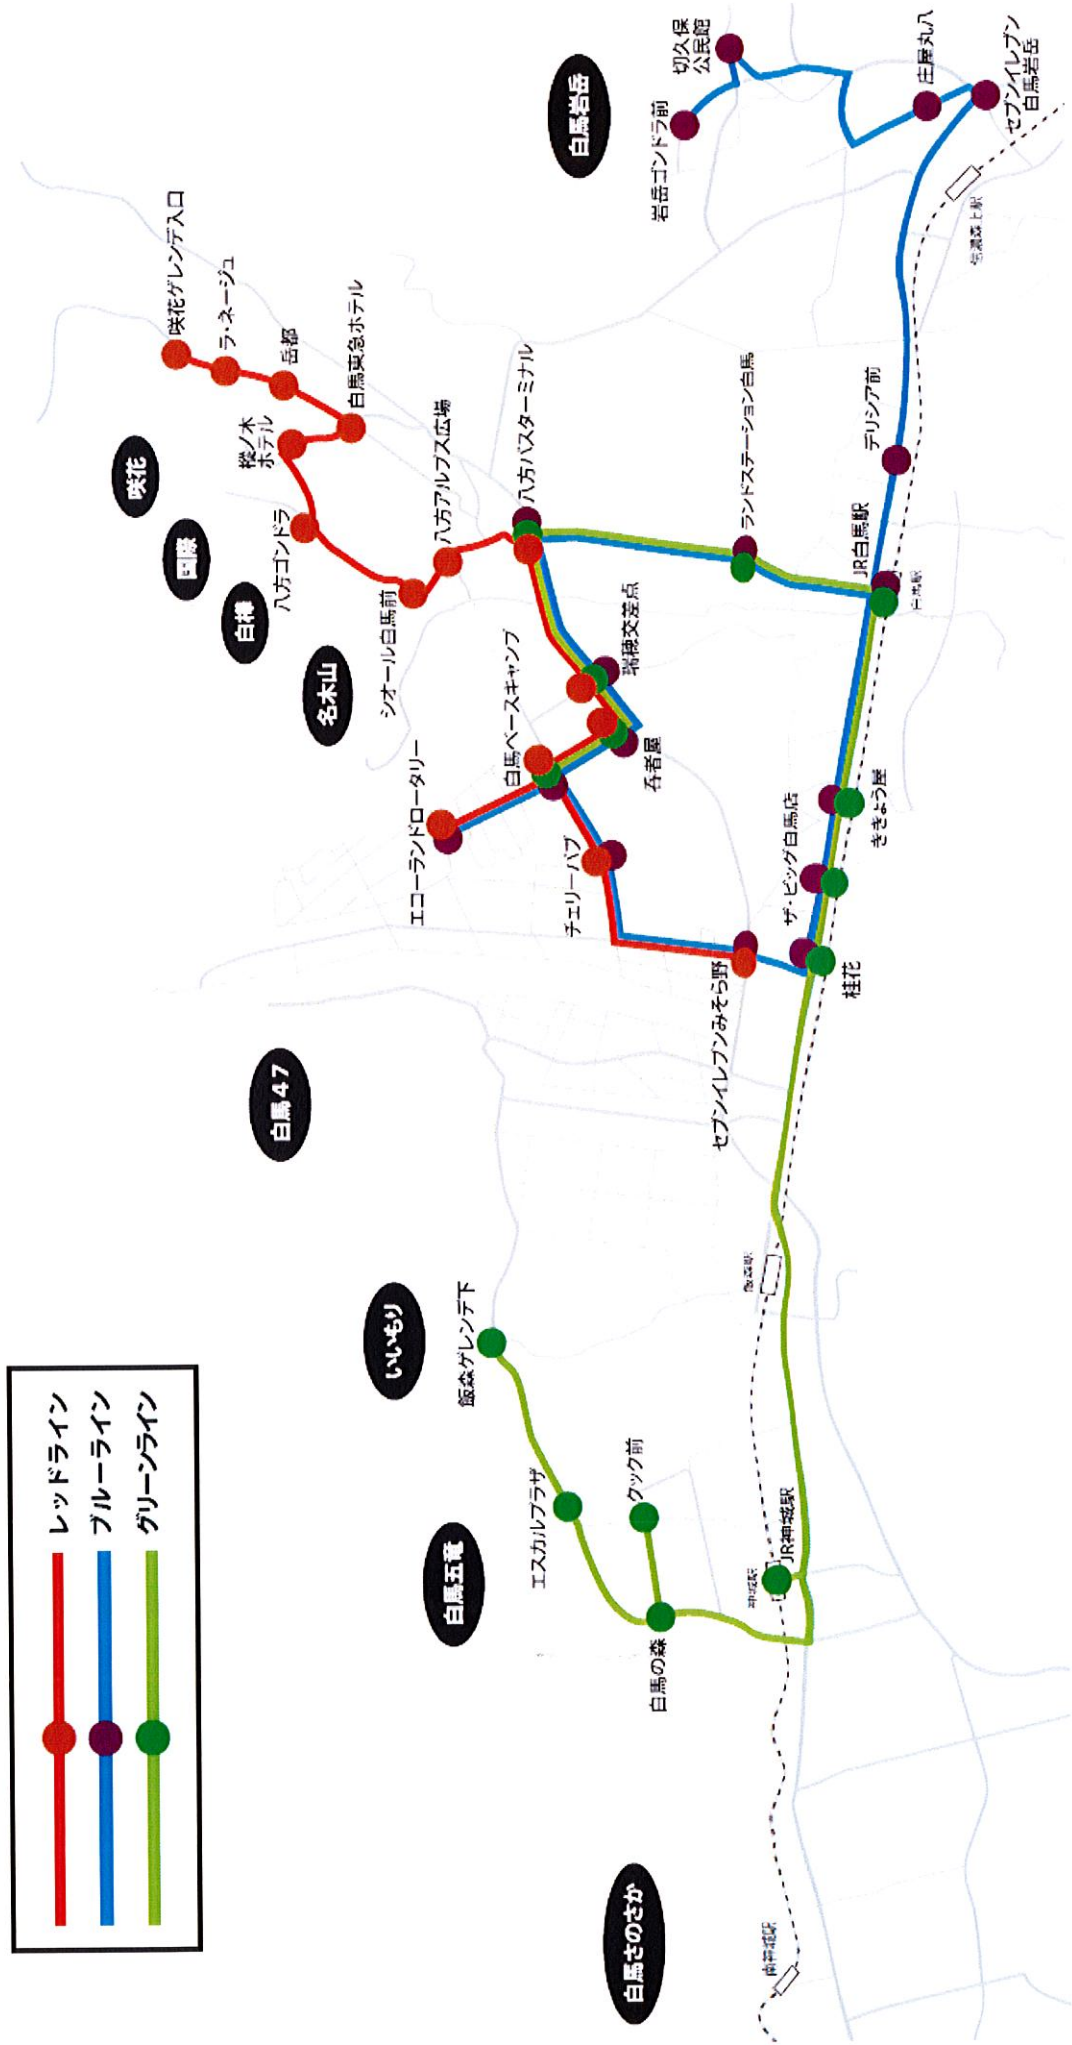 レッドライン
ブルーライン
グリーンライン
咲花
国際
白樺
名木山
白馬47
いいもり
白馬五竜
白馬さのさか
白馬岩岳
咲花ゲレンデ入口
ラ・ネージュ
岳都
白馬東急ホテル
樅ノ木
ホテル
八方ゴンドラ
シオール白馬前
八方アルプス広場
八方バスターミナル
瑞穂交差点
呑者屋
白馬ベースキャンプ
エコーランドロータリー
チェリーパブ
セブンイレブンみそら野
桂花
ザ・ビッグ白馬店
ききょう屋
JR白馬駅
白馬駅
ランドステーション白馬
デリシア前
信濃森上駅
セブンイレブン
白馬岩岳
庄屋丸八
切久保
公民館
岩岳ゴンドラ前
飯森駅
飯森ゲレンデ下
エスカルプラザ
クック前
白馬の森
神城駅
JR神城駅
南神城駅